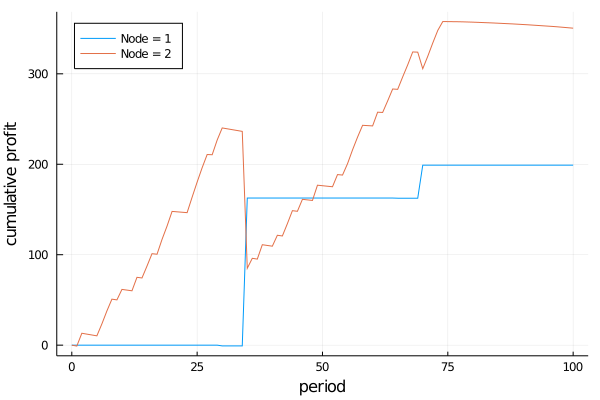 Node = 1
Node = 2
cumulative profit
300
200
100
0
0
25
50
75
100
period